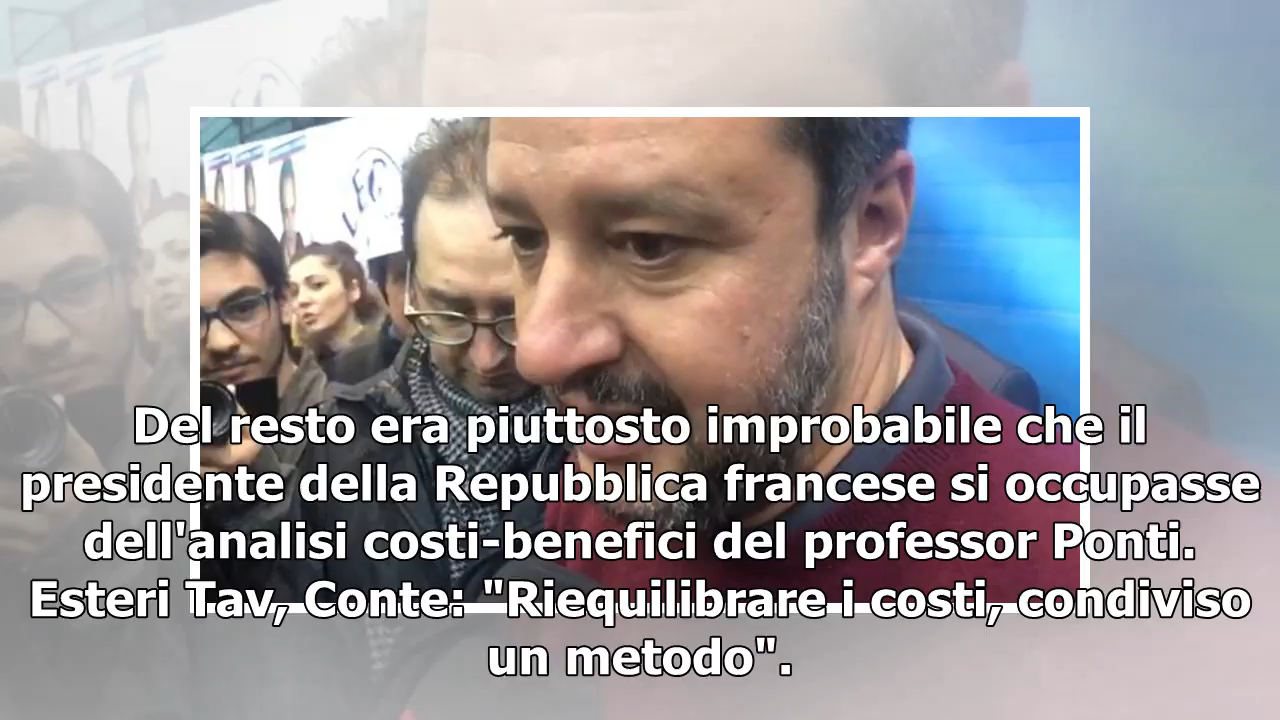 LEG
Del resto era piuttosto improbabile che il
presidente della Repubblica francese si occupasse
dell'analisi costi-benefici del professor Ponti.
Esteri Tav, Conte: "Riequilibrare i costi, condiviso
un metodo".